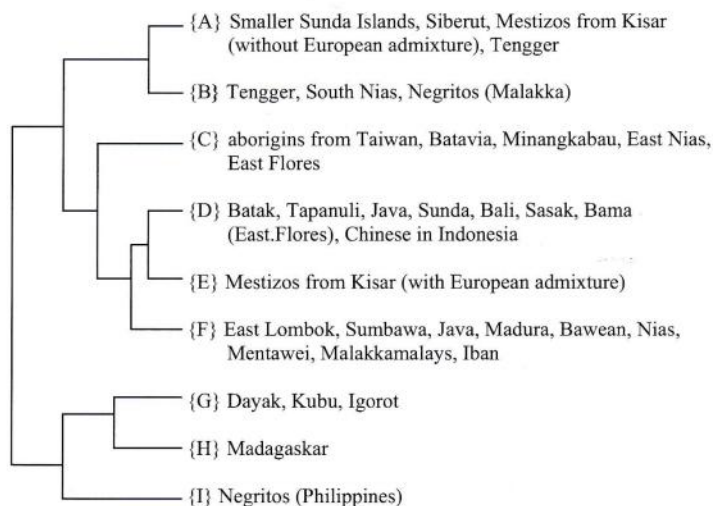 {A} Smaller Sunda Islands, Siberut, Mestizos from Kisar
(without European admixture), Tengger
{B} Tengger, South Nias, Negritos (Malakka)
{C} aborigins from Taiwan, Batavia, Minangkabau, East Nias,
East Flores
{D} Batak, Tapanuli, Java, Sunda, Bali, Sasak, Bama
(East.Flores), Chinese in Indonesia
{E} Mestizos from Kisar (with European admixture)
{F} East Lombok, Sumbawa, Java, Madura, Bawean, Nias,
Mentawei, Malakkamalays, Iban
{G} Dayak, Kubu, Igorot
{H} Madagaskar
{I} Negritos (Philippines)